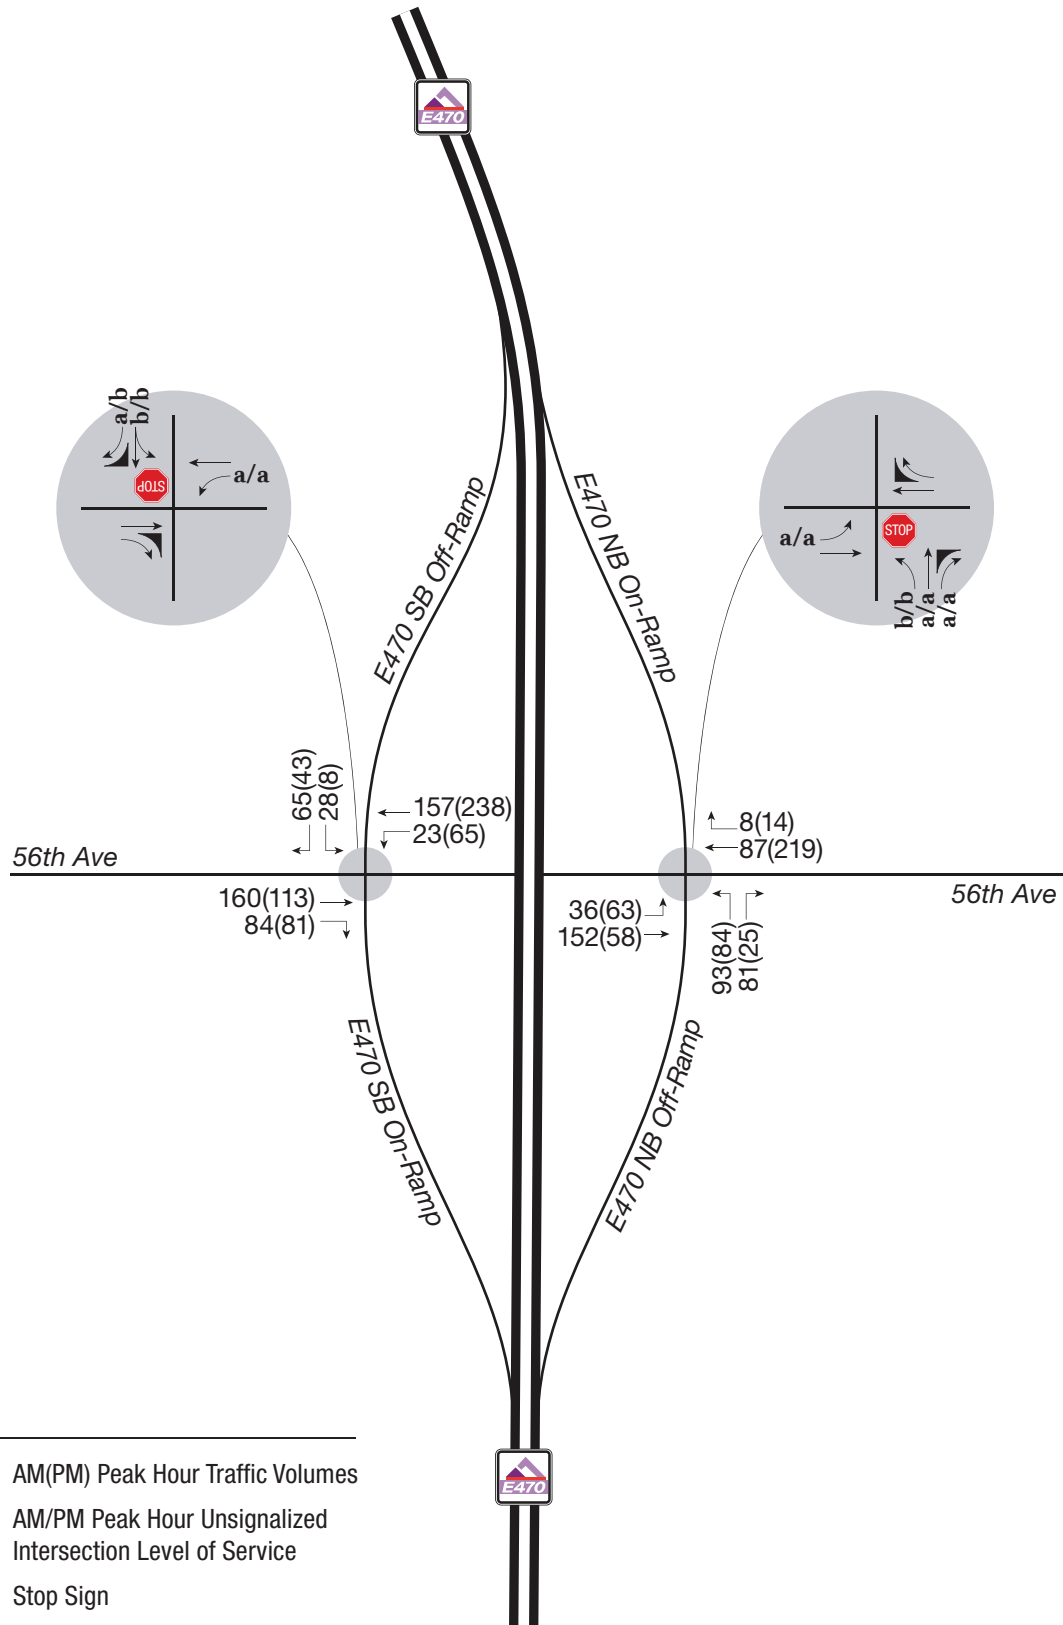 E470
a/b
b/b
STOP
a/a
a/a
STOP
b/b
a/a
a/a
E470 SB Off-Ramp
E470 NB On-Ramp
65(43)
28(8)
157(238)
23(65)
8(14)
87(219)
56th Ave
56th Ave
160(113)
84(81)
36(63)
152(58)
93(84)
81(25)
E470 SB On-Ramp
E470 NB Off-Ramp
E470
AM(PM) Peak Hour Traffic Volumes
AM/PM Peak Hour Unsignalized
Intersection Level of Service
Stop Sign